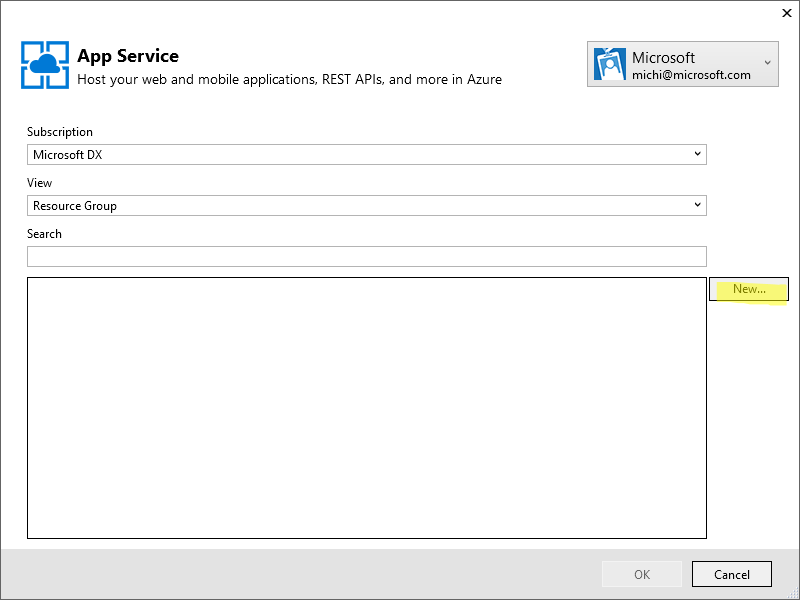 App Service
Host your web and mobile applications, REST APIs, and more in Azure
Microsoft
michi@microsoft.com
Subscription
Microsoft DX
View
Resource Group
Search
New...
OK
Cancel